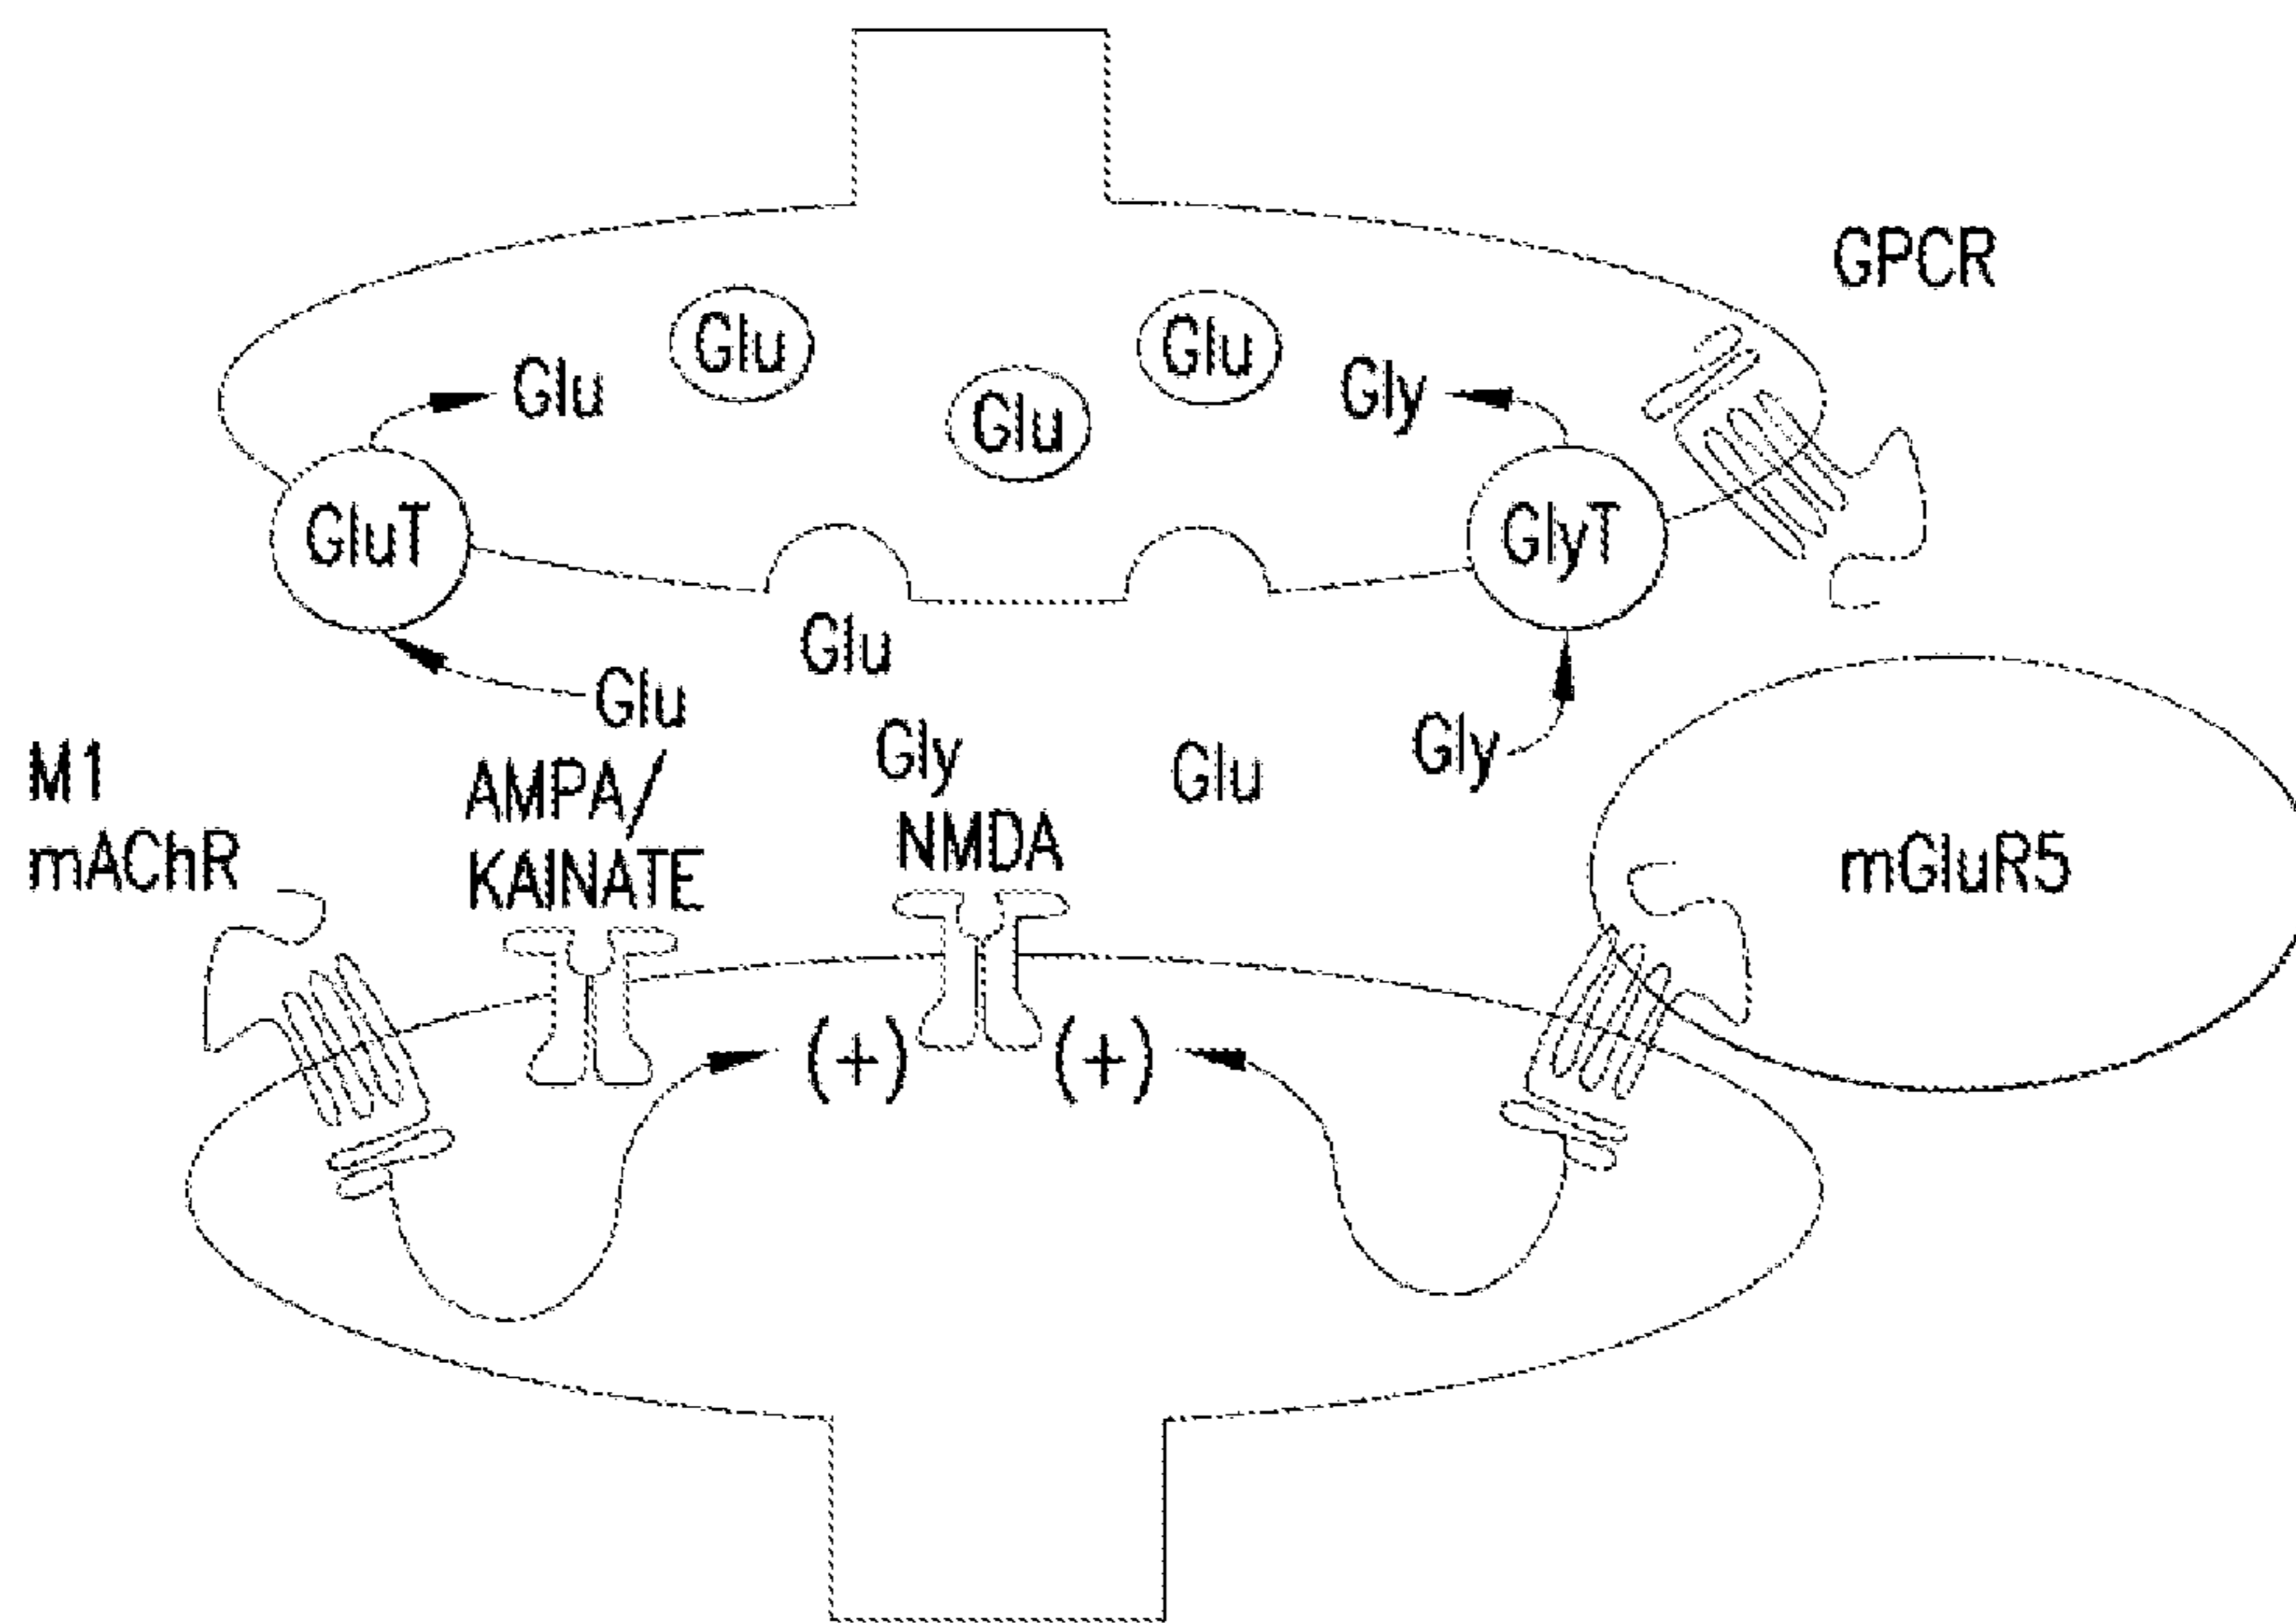 GPCR
Glu
Glu
Glu
Gly
Glu
GluT
GlyT
Glu
Glu
Gly
Glu
Gly
M1
mAChR
AMPA/
KAINATE
NMDA
mGluR5
(+)
(+)